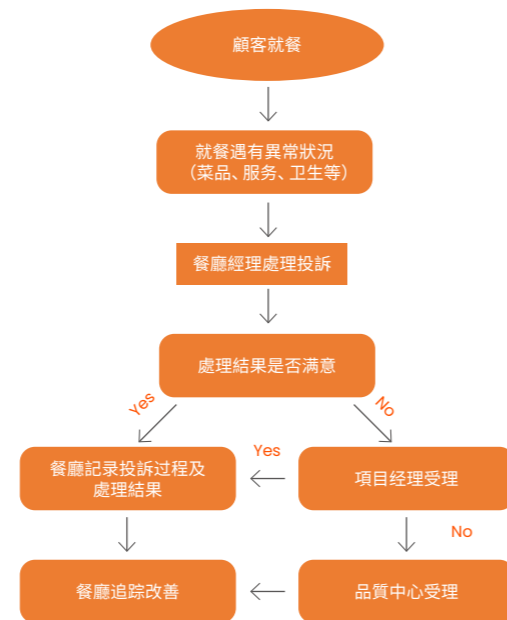 顧客就餐
就餐遇有異常狀況
（菜品、服务、卫生等）
餐廳經理處理投訴
處理結果是否满意
Yes
No
餐廳記录投訴过程及
處理結果
Yes
項目经理受理
No
餐廳追踪改善
品質中心受理